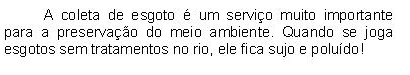 A coleta de esgoto é um serviço muito importante
para a preservação do meio ambiente. Quando se joga
esgotos sem tratamentos no rio, ele fica sujo e poluído!